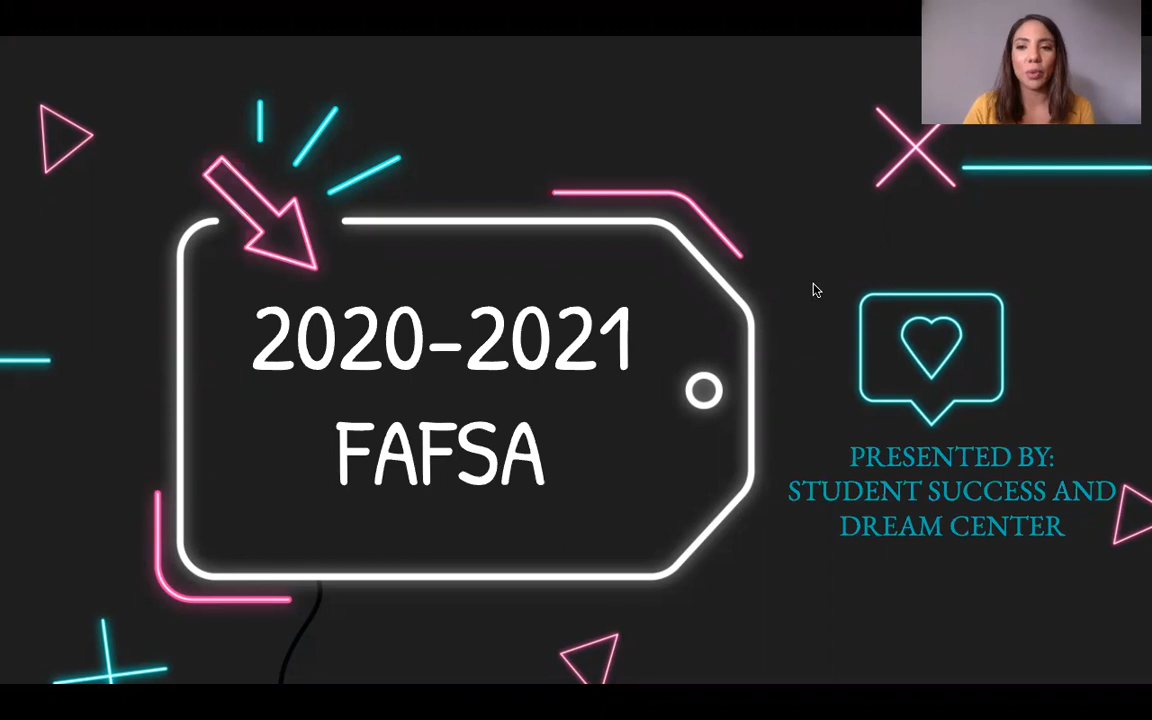 2020-2021
FAFSA
PRESENTED BY:
STUDENT SUCCESS AND
DREAM CENTER